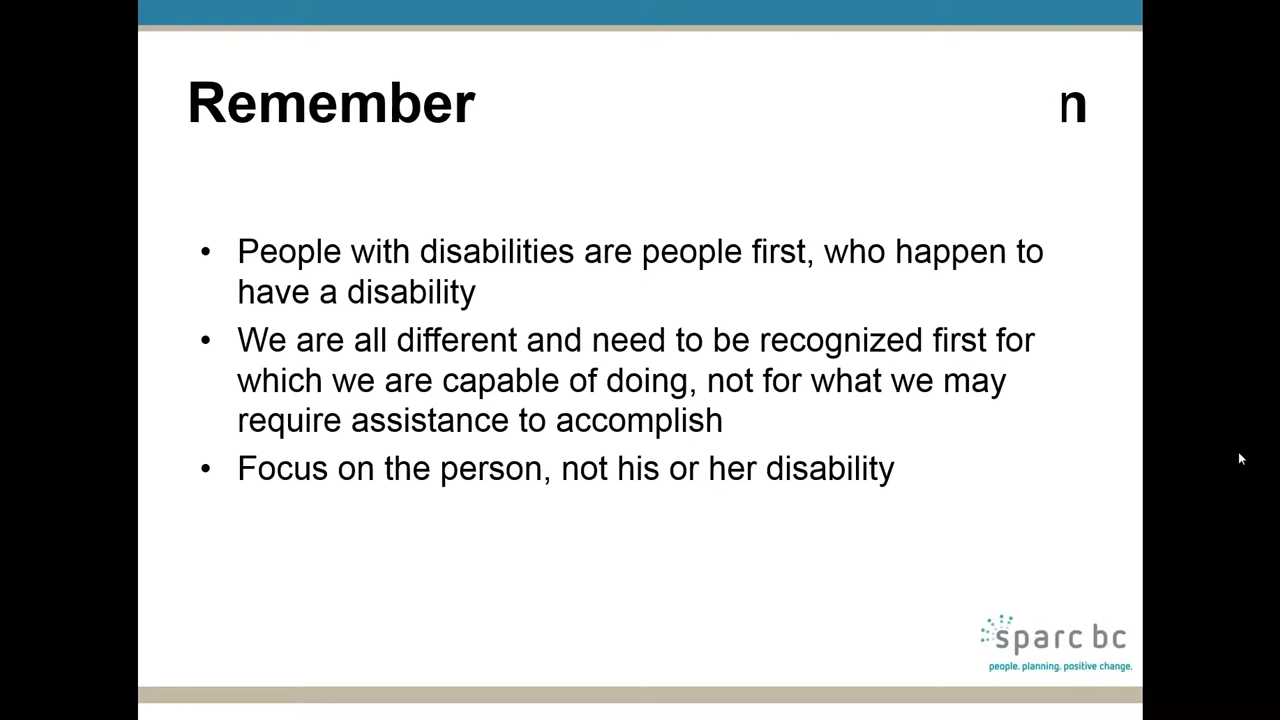 Remember n
• People with disabilities are people first, who happen to
have a disability
• We are all different and need to be recognized first for
which we are capable of doing, not for what we may
require assistance to accomplish
• Focus on the person, not his or her disability
sparc bc
people. planning. positive change.